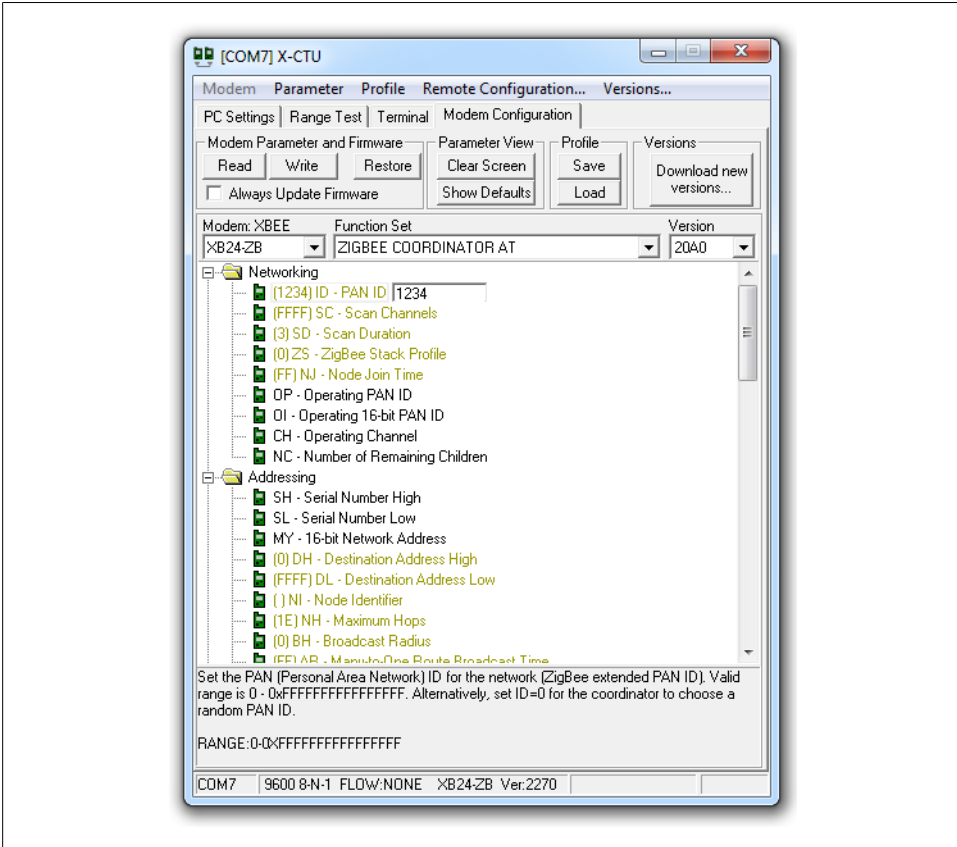 [COM7] X-CTU
Modem Parameter Profile Remote Configuration... Versions...
PC Settings Range Test Terminal Modem Configuration
Modem Parameter and Firmware Parameter View Profile Versions
Read Write Restore Clear Screen Save Download new versions...
Always Update Firmware Show Defaults Load
Modem: XBEE Function Set Version
XB24-ZB ZIGBEE COORDINATOR AT 20A0
Networking
(1234) ID - PAN ID 1234
(FFFF) SC - Scan Channels
(3) SD - Scan Duration
(0) ZS - ZigBee Stack Profile
(FF) NJ - Node Join Time
OP - Operating PAN ID
OI - Operating 16-bit PAN ID
CH - Operating Channel
NC - Number of Remaining Children
Addressing
SH - Serial Number High
SL - Serial Number Low
MY - 16-bit Network Address
(0) DH - Destination Address High
(FFFF) DL - Destination Address Low
( ) NI - Node Identifier
(1E) NH - Maximum Hops
(0) BH - Broadcast Radius
(FF) AR - Many-to-One Route Broadcast Time
Set the PAN (Personal Area Network) ID for the network (ZigBee extended PAN ID). Valid
range is 0 - 0xFFFFFFFFFFFFFFFF. Alternatively, set ID=0 for the coordinator to choose a
random PAN ID.
RANGE:0-0XFFFFFFFFFFFFFFFF
COM7 9600 8-N-1 FLOW:NONE XB24-ZB Ver:2270